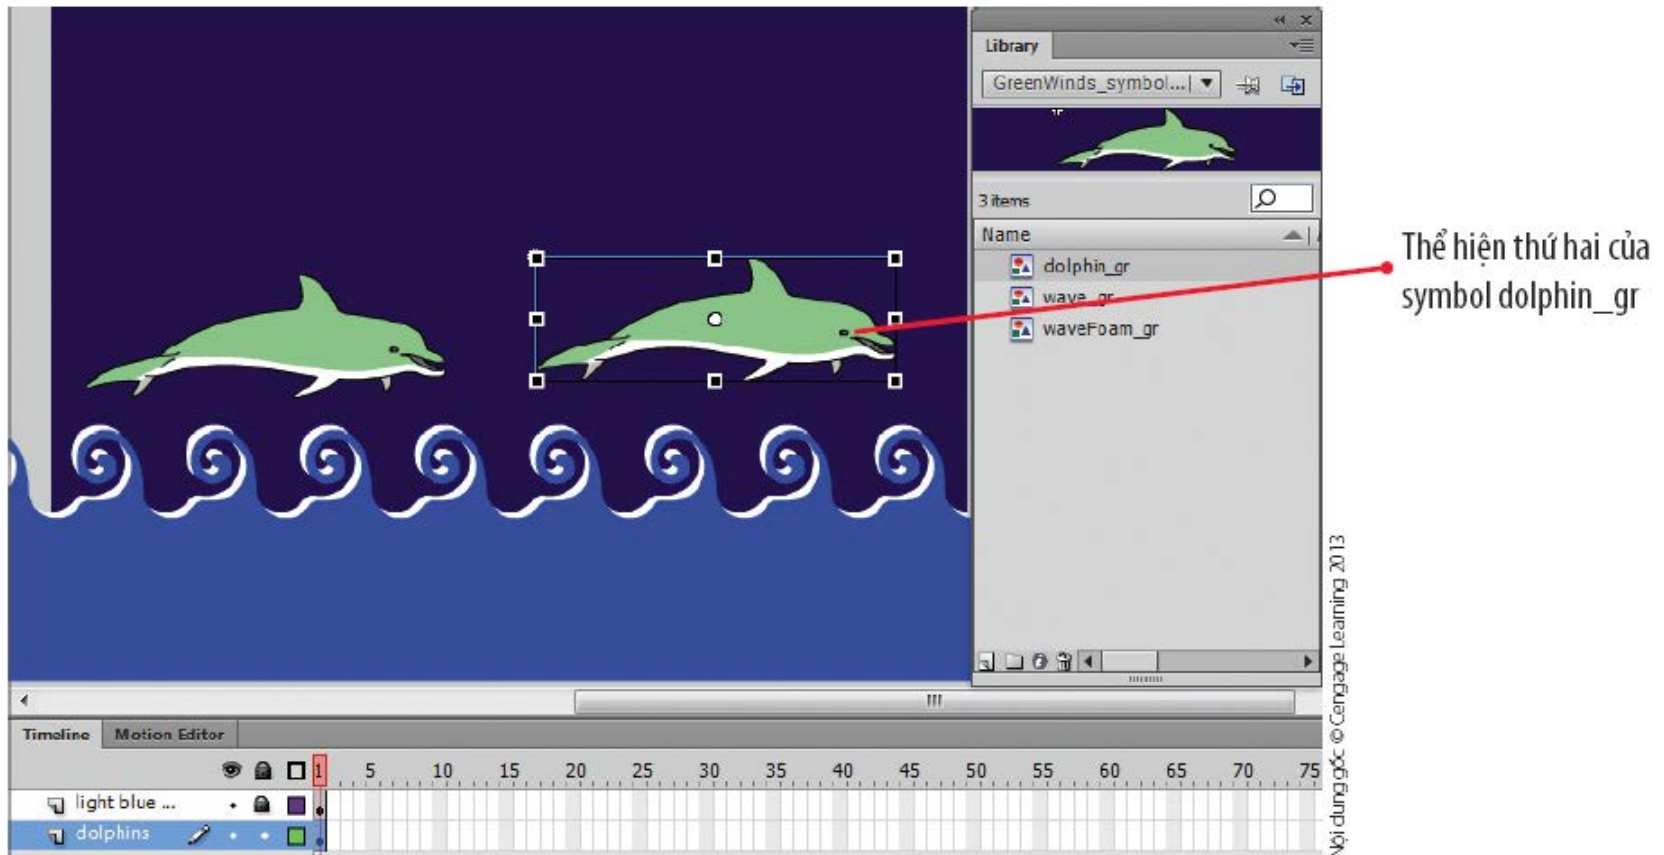 Library
GreenWinds_symbol...
3 items
Name
dolphin_gr
wave_gr
waveFoam_gr
Thể hiện thứ hai của
symbol dolphin_gr
Nội dung gốc © Cengage Learning 2013
Timeline Motion Editor
1 5 10 15 20 25 30 35 40 45 50 55 60 65 70 75
light blue ...
dolphins